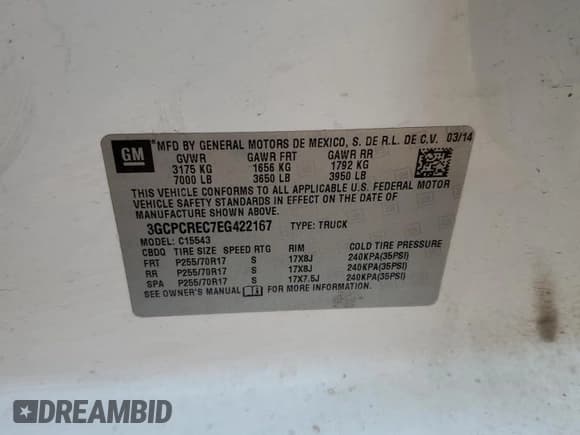 GM
® MFD BY GENERAL MOTORS DE MEXICO, S. DE R.L. DE C.V. 03/14
GVWR GAWR FRT GAWR RR
3175 KG 1656 KG 1792 KG
7000 LB 3650 LB 3950 LB
THIS VEHICLE CONFORMS TO ALL APPLICABLE U.S. FEDERAL MOTOR
VEHICLE SAFETY STANDARDS IN EFFECT ON THE DATE OF
MANUFACTURE SHOWN ABOVE.
3GCPCREC7EG422167 TYPE: TRUCK
MODEL: C15543
CBDQ TIRE SIZE SPEED RTG RIM COLD TIRE PRESSURE
FRT P255/70R17 S 17X8J 240KPA(35PSI)
RR P255/70R17 S 17X8J 240KPA(35PSI)
SPA P255/70R17 S 17X7.5J 240KPA(35PSI)
SEE OWNER'S MANUAL FOR MORE INFORMATION.
DREAMBID